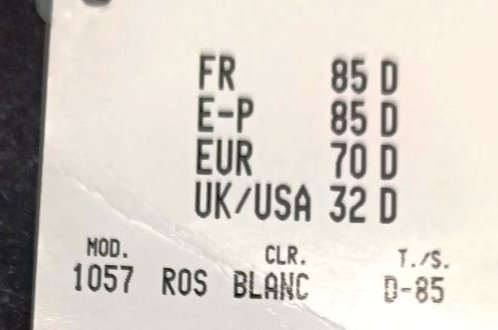 FR 85 D
E-P 85 D
EUR 70 D
UK/USA 32 D
MOD. CLR. T./S.
1057 ROS BLANC D-85